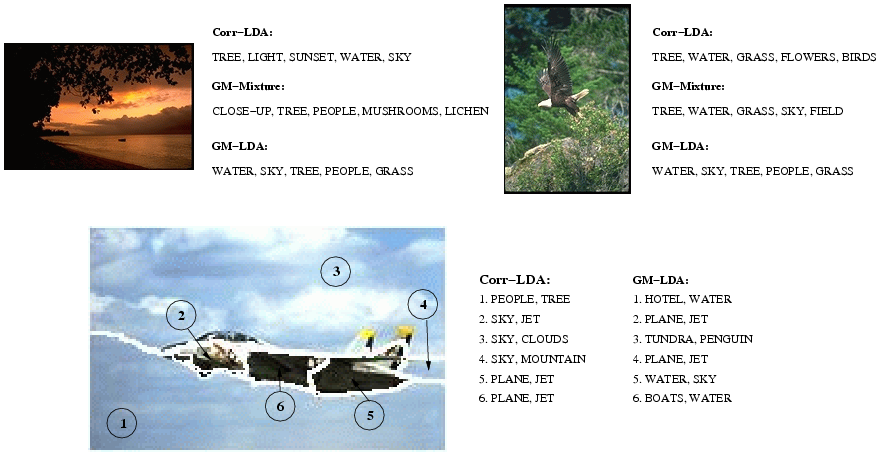 Corr-LDA:
TREE, LIGHT, SUNSET, WATER, SKY
GM-Mixture:
CLOSE-UP, TREE, PEOPLE, MUSHROOMS, LICHEN
GM-LDA:
WATER, SKY, TREE, PEOPLE, GRASS
Corr-LDA:
TREE, WATER, GRASS, FLOWERS, BIRDS
GM-Mixture:
TREE, WATER, GRASS, SKY, FIELD
GM-LDA:
WATER, SKY, TREE, PEOPLE, GRASS
3
4
2
6
5
1
Corr-LDA:
1. PEOPLE, TREE
2. SKY, JET
3. SKY, CLOUDS
4. SKY, MOUNTAIN
5. PLANE, JET
6. PLANE, JET
GM-LDA:
1. HOTEL, WATER
2. PLANE, JET
3. TUNDRA, PENGUIN
4. PLANE, JET
5. WATER, SKY
6. BOATS, WATER